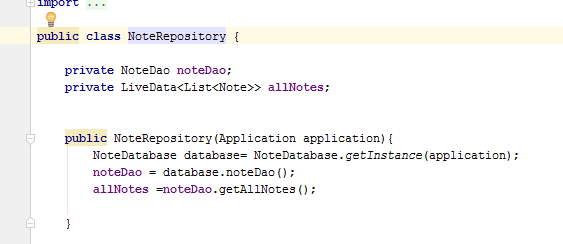 import ...
public class NoteRepository {
private NoteDao noteDao;
private LiveData<List<Note>> allNotes;
public NoteRepository(Application application){
NoteDatabase database= NoteDatabase.getInstance(application);
noteDao = database.noteDao();
allNotes =noteDao.getAllNotes();
}